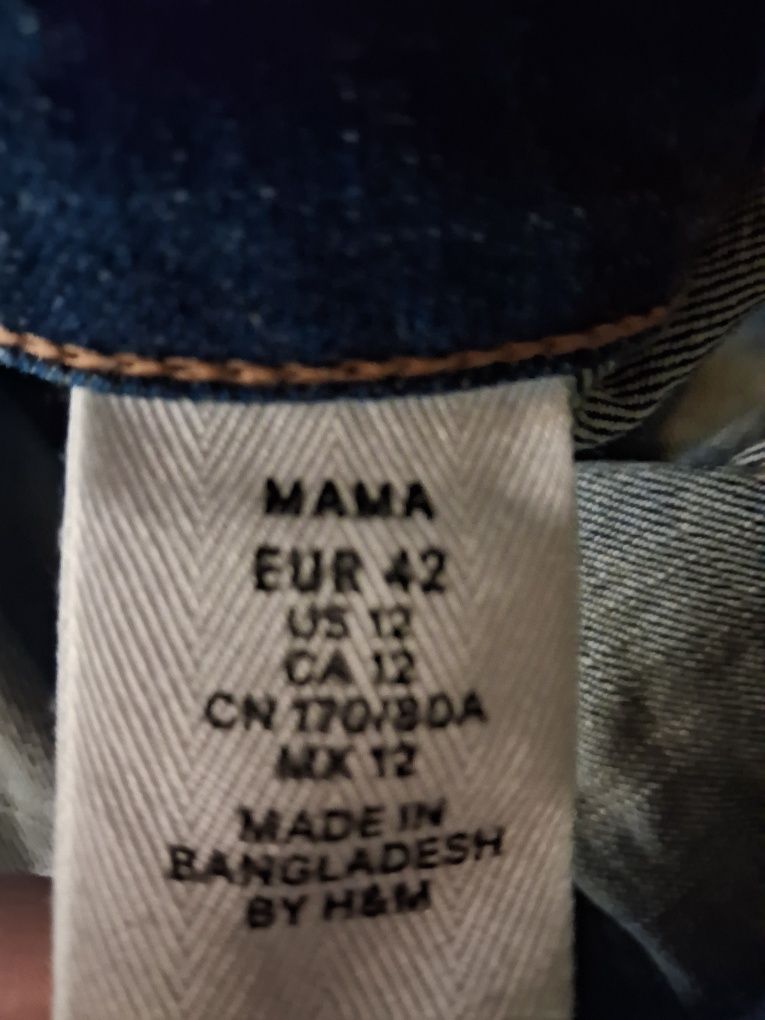 MAMA
EUR 42
US 12
CA 12
CN 170/80A
MX 12
MADE IN
BANGLADESH
BY H&M